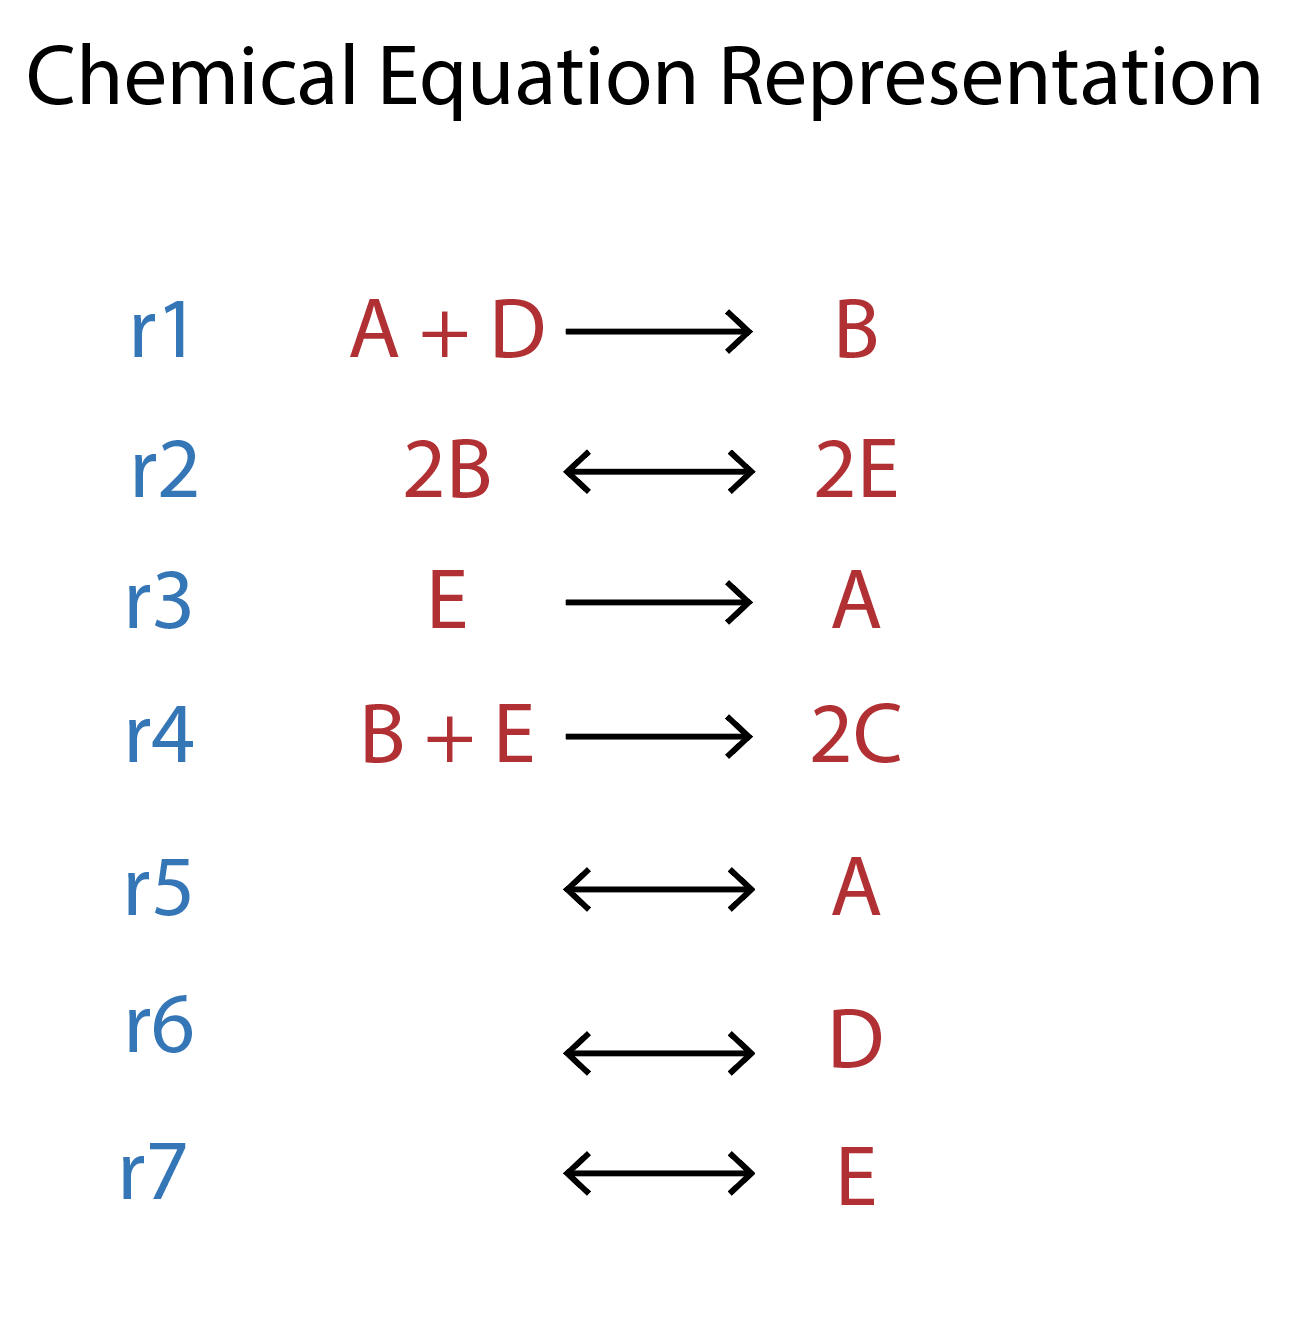 Chemical Equation Representation
r1 A + D → B
r2 2B ↔ 2E
r3 E → A
r4 B + E → 2C
r5 ↔ A
r6 ↔ D
r7 ↔ E